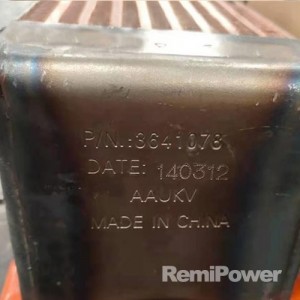 P/N.:3641078
DATE: 140312
AAUKV
MADE IN CHINA
RemiPower